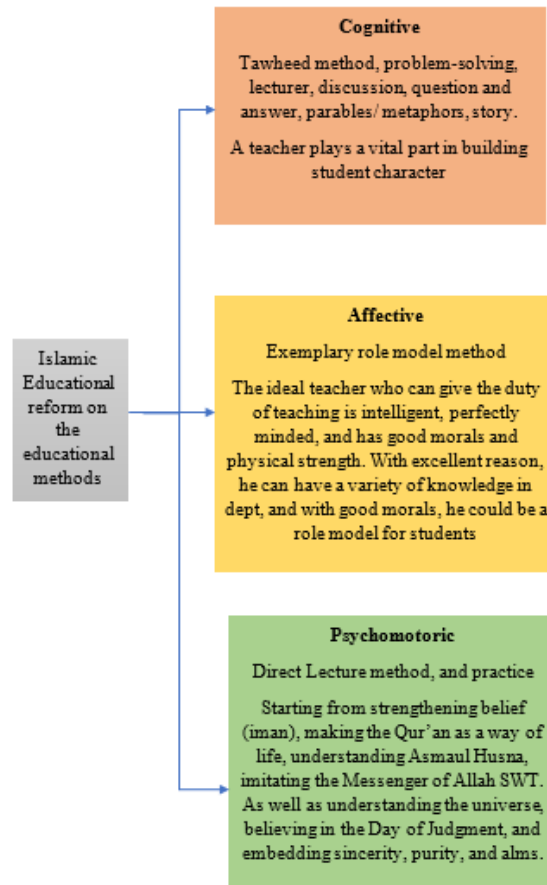 Cognitive
Tawheed method, problem-solving,
lecturer, discussion, question and
answer, parables/ metaphors, story.
A teacher plays a vital part in building
student character
Islamic
Educational
reform on
the
educational
methods
Affective
Exemplary role model method
The ideal teacher who can give the duty
of teaching is intelligent, perfectly
minded, and has good morals and
physical strength. With excellent reason,
he can have a variety of knowledge in
dept, and with good morals, he could be a
role model for students
Psychomotoric
Direct Lecture method, and practice
Starting from strengthening belief
(iman), making the Qur’an as a way of
life, understanding Asmaul Husna,
imitating the Messenger of Allah SWT.
As well as understanding the universe,
believing in the Day of Judgment, and
embedding sincerity, purity, and alms.